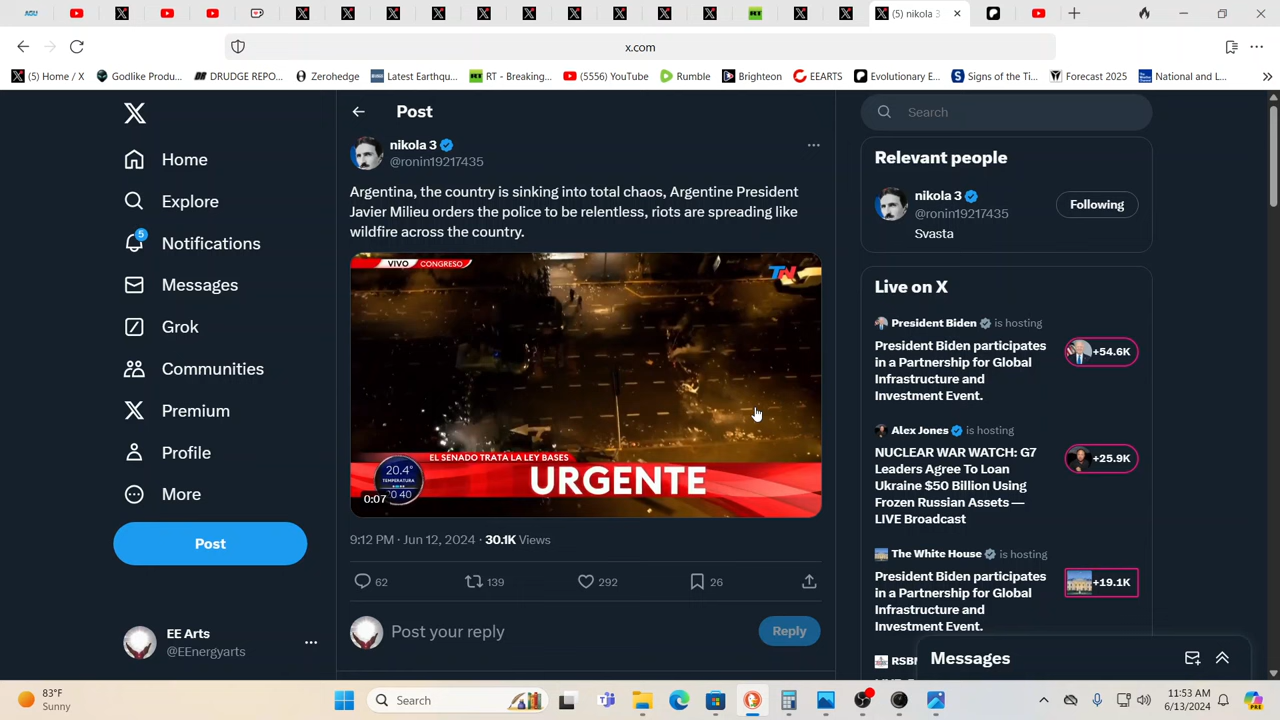 (5) nikola 3
x.com
(5) Home / X
Godlike Produ...
DRUDGE REPO...
Zerohedge
Latest Earthqu...
RT - Breaking...
(5556) YouTube
Rumble
Brighteon
EEARTS
Evolutionary E...
Signs of the Ti...
Forecast 2025
National and L...
Home
Explore
5
Notifications
Messages
Grok
Communities
Premium
Profile
More
Post
EE Arts
@EEnergyarts
Post
nikola 3
@ronin19217435
Argentina, the country is sinking into total chaos, Argentine President
Javier Milieu orders the police to be relentless, riots are spreading like
wildfire across the country.
VIVO CONGRESO
TN
EL SENADO TRATA LA LEY BASES
URGENTE
20.4°
TEMPERATURA
20 40
0:07
9:12 PM · Jun 12, 2024 · 30.1K Views
62
139
292
26
Post your reply
Reply
Search
Relevant people
nikola 3
@ronin19217435
Following
Svasta
Live on X
President Biden is hosting
President Biden participates
in a Partnership for Global
Infrastructure and
Investment Event.
+54.6K
Alex Jones is hosting
NUCLEAR WAR WATCH: G7
Leaders Agree To Loan
Ukraine $50 Billion Using
Frozen Russian Assets —
LIVE Broadcast
+25.9K
The White House is hosting
President Biden participates
in a Partnership for Global
Infrastructure and
Investment Event.
+19.1K
Messages
83°F
Sunny
Search
11:53 AM
6/13/2024